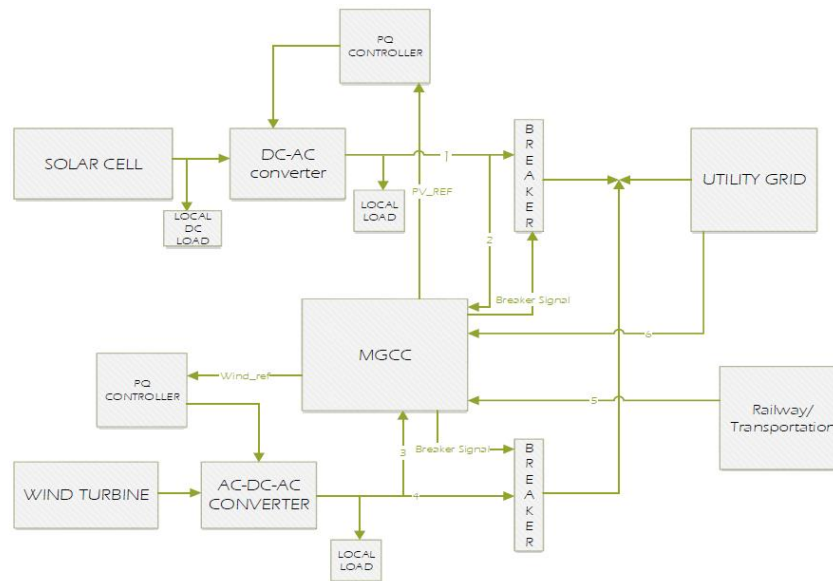 PQ
CONTROLLER
SOLAR CELL
DC-AC
converter
1
B
R
E
A
K
E
R
UTILITY GRID
LOCAL
DC
LOAD
LOCAL
LOAD
PV_REF
2
Breaker Signal
MGCC
6
PQ
CONTROLLER
Wind_ref
5
Railway/
Transportation
3
Breaker Signal
B
R
E
A
K
E
R
WIND TURBINE
AC-DC-AC
CONVERTER
4
LOCAL
LOAD